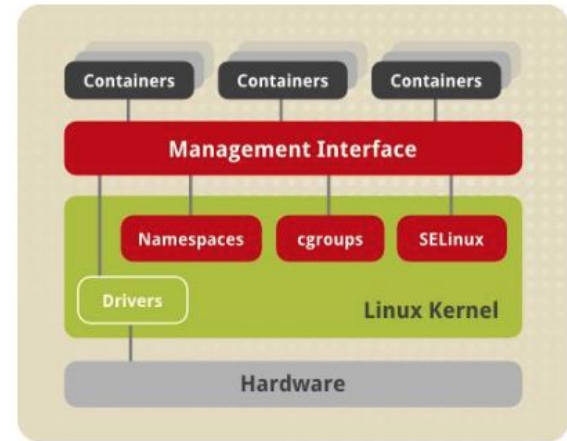 Containers
Containers
Containers
Management Interface
Namespaces
cgroups
SELinux
Drivers
Linux Kernel
Hardware